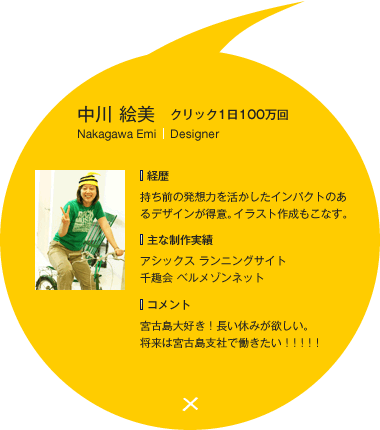 中川 絵美 クリック1日100万回
Nakagawa Emi | Designer
経歴
持ち前の発想力を活かしたインパクトのあ
るデザインが得意。イラスト作成もこなす。
主な制作実績
アシックス ランニングサイト
千趣会 ベルメゾンネット
コメント
宮古島大好き！長い休みが欲しい。
将来は宮古島支社で働きたい！！！！！